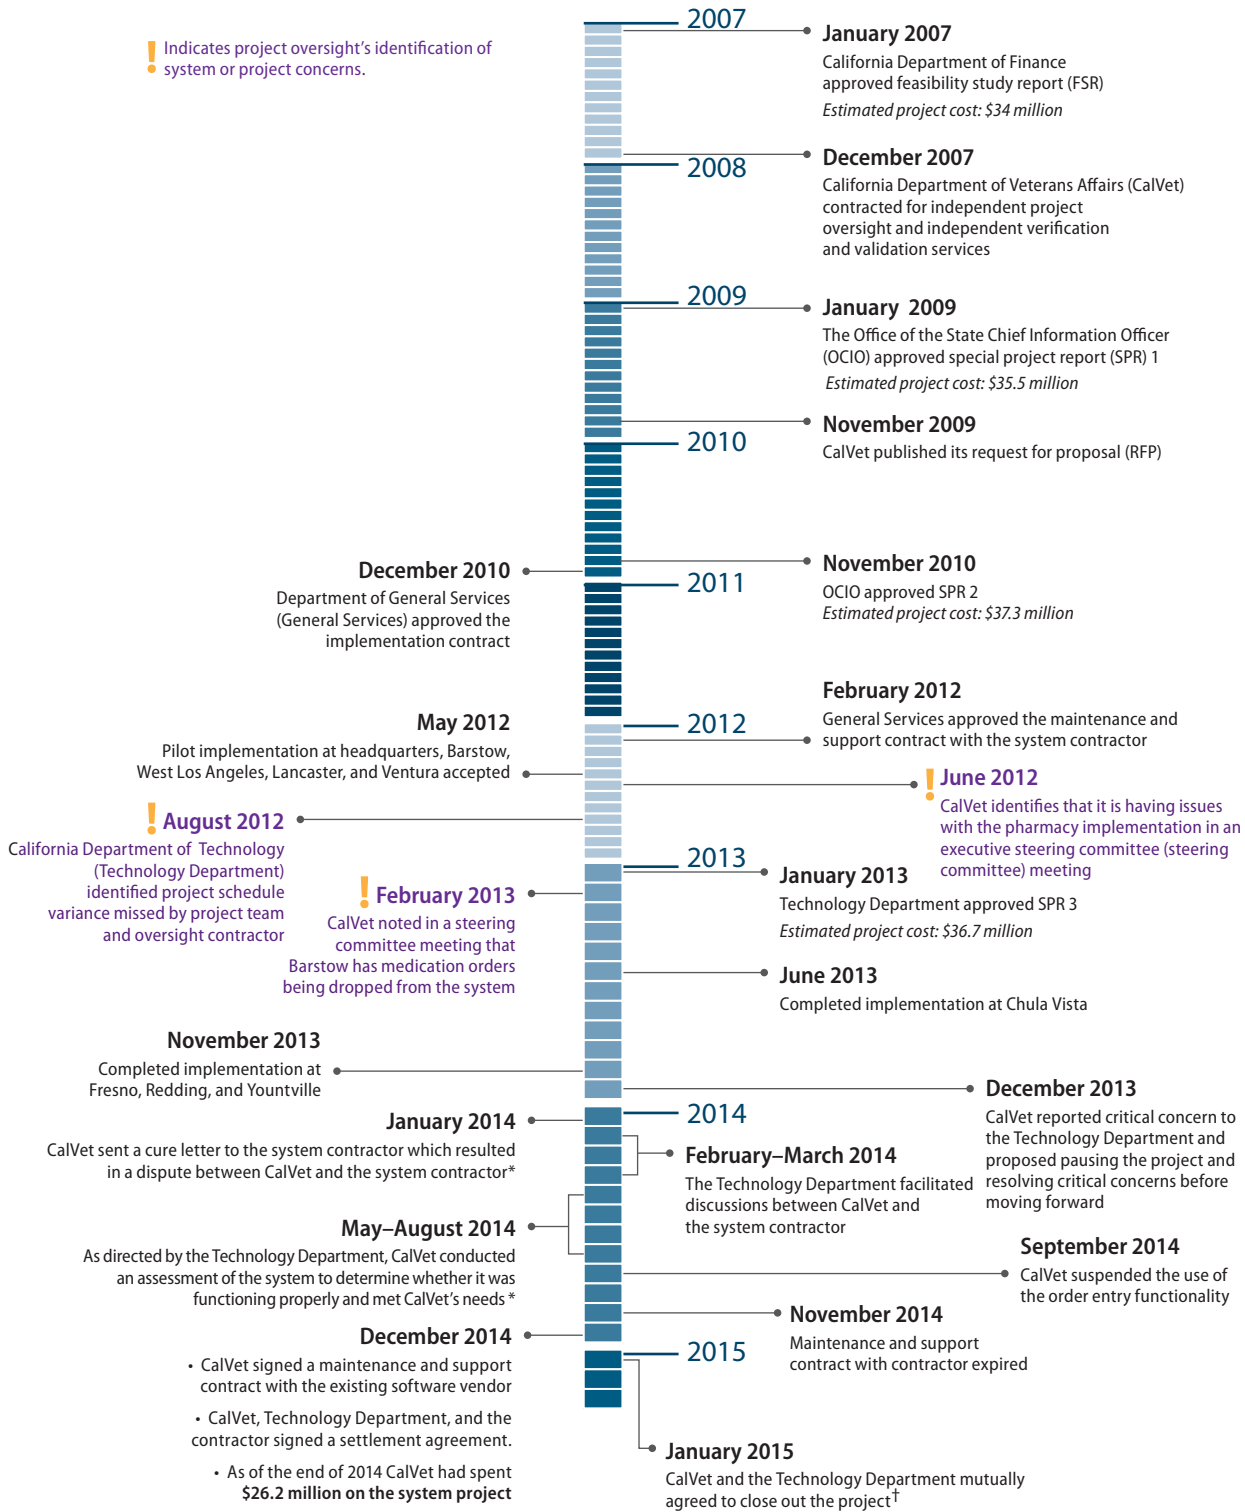 ! Indicates project oversight's identification of
system or project concerns.
2007
January 2007
California Department of Finance
approved feasibility study report (FSR)
Estimated project cost: $34 million
December 2007
California Department of Veterans Affairs (CalVet)
contracted for independent project
oversight and independent verification
and validation services
2008
2009
January 2009
The Office of the State Chief Information Officer
(OCIO) approved special project report (SPR) 1
Estimated project cost: $35.5 million
November 2009
CalVet published its request for proposal (RFP)
2010
November 2010
OCIO approved SPR 2
Estimated project cost: $37.3 million
December 2010
Department of General Services
(General Services) approved the
implementation contract
2011
February 2012
General Services approved the maintenance and
support contract with the system contractor
2012
May 2012
Pilot implementation at headquarters, Barstow,
West Los Angeles, Lancaster, and Ventura accepted
! June 2012
CalVet identifies that it is having issues
with the pharmacy implementation in an
executive steering committee (steering
committee) meeting
! August 2012
California Department of Technology
(Technology Department)
identified project schedule
variance missed by project team
and oversight contractor
2013
January 2013
Technology Department approved SPR 3
Estimated project cost: $36.7 million
! February 2013
CalVet noted in a steering
committee meeting that
Barstow has medication orders
being dropped from the system
June 2013
Completed implementation at Chula Vista
November 2013
Completed implementation at
Fresno, Redding, and Yountville
December 2013
CalVet reported critical concern to
the Technology Department and
proposed pausing the project and
resolving critical concerns before
moving forward
2014
January 2014
CalVet sent a cure letter to the system contractor which resulted
in a dispute between CalVet and the system contractor*
February–March 2014
The Technology Department facilitated
discussions between CalVet and
the system contractor
May–August 2014
As directed by the Technology Department, CalVet conducted
an assessment of the system to determine whether it was
functioning properly and met CalVet's needs *
September 2014
CalVet suspended the use of
the order entry functionality
November 2014
Maintenance and support
contract with contractor expired
December 2014
• CalVet signed a maintenance and support
contract with the existing software vendor
• CalVet, Technology Department, and the
contractor signed a settlement agreement.
• As of the end of 2014 CalVet had spent
$26.2 million on the system project
2015
January 2015
CalVet and the Technology Department mutually
agreed to close out the project†